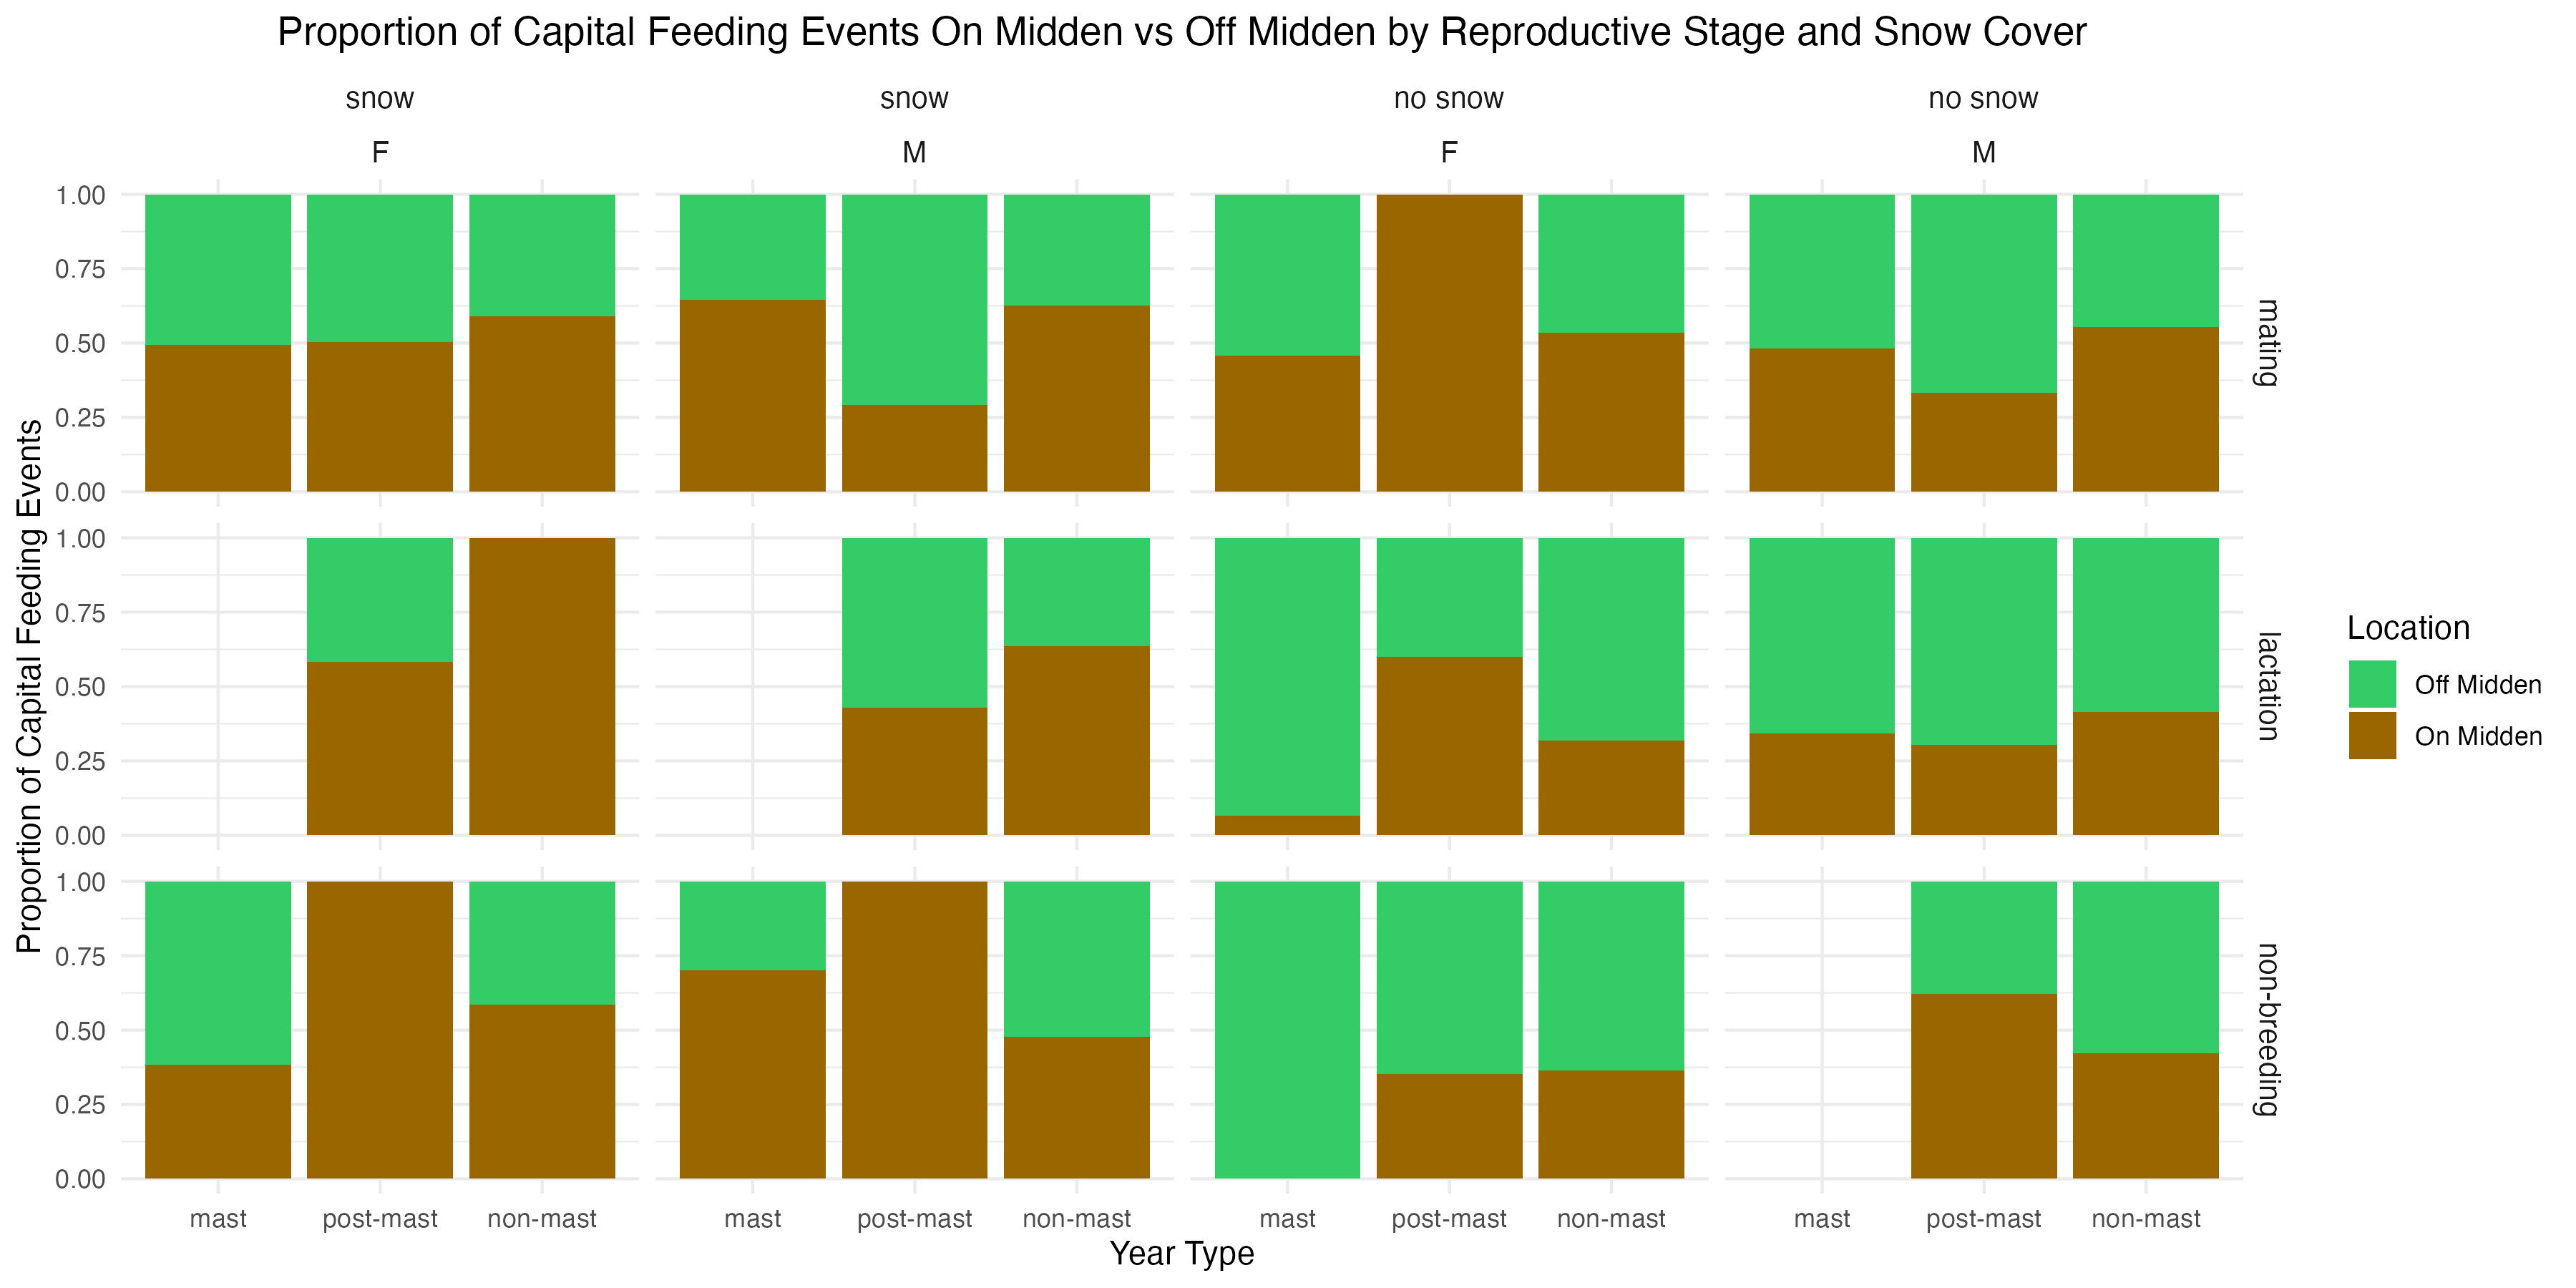 Proportion of Capital Feeding Events On Midden vs Off Midden by Reproductive Stage and Snow Cover
snow snow no snow no snow
F M F M
1.00
0.75
0.50
0.25
0.00
mating
1.00
0.75
0.50
0.25
0.00
lactation
1.00
0.75
0.50
0.25
0.00
non-breeding
Proportion of Capital Feeding Events
mast post-mast non-mast mast post-mast non-mast mast post-mast non-mast mast post-mast non-mast
Year Type
Location
Off Midden
On Midden